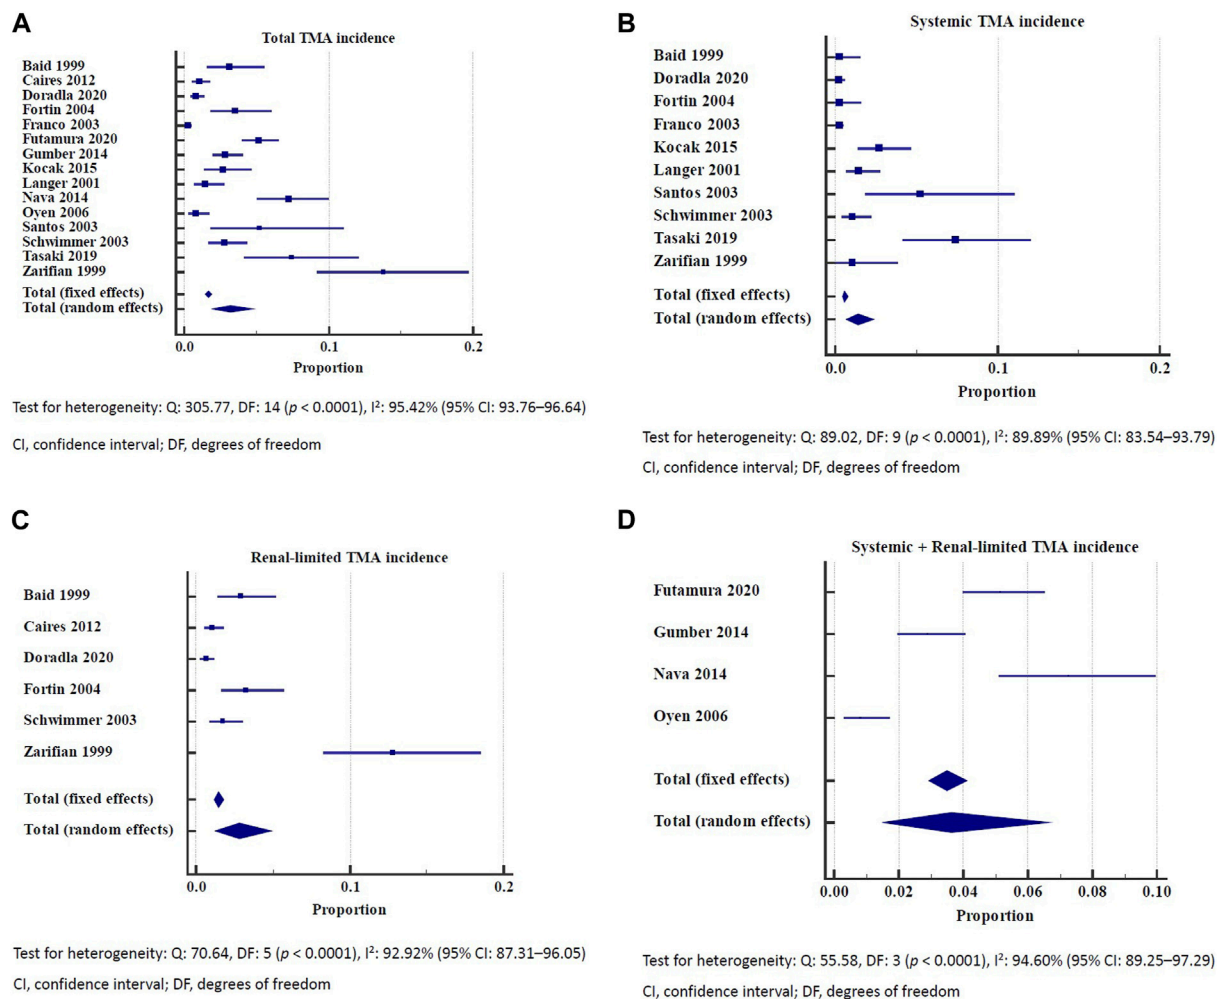 A
Total TMA incidence
Baid 1999
Caires 2012
Doradla 2020
Fortin 2004
Franco 2003
Futamura 2020
Gumber 2014
Kocak 2015
Langer 2001
Nava 2014
Oyen 2006
Santos 2003
Schwimmer 2003
Tasaki 2019
Zarifian 1999
Total (fixed effects)
Total (random effects)
0.0 0.1 0.2
Proportion
Test for heterogeneity: Q: 305.77, DF: 14 (p < 0.0001), I²: 95.42% (95% CI: 93.76–96.64)
CI, confidence interval; DF, degrees of freedom
B
Systemic TMA incidence
Baid 1999
Doradla 2020
Fortin 2004
Franco 2003
Kocak 2015
Langer 2001
Santos 2003
Schwimmer 2003
Tasaki 2019
Zarifian 1999
Total (fixed effects)
Total (random effects)
0.0 0.1 0.2
Proportion
Test for heterogeneity: Q: 89.02, DF: 9 (p < 0.0001), I²: 89.89% (95% CI: 83.54–93.79)
CI, confidence interval; DF, degrees of freedom
C
Renal-limited TMA incidence
Baid 1999
Caires 2012
Doradla 2020
Fortin 2004
Schwimmer 2003
Zarifian 1999
Total (fixed effects)
Total (random effects)
0.0 0.1 0.2
Proportion
Test for heterogeneity: Q: 70.64, DF: 5 (p < 0.0001), I²: 92.92% (95% CI: 87.31–96.05)
CI, confidence interval; DF, degrees of freedom
D
Systemic + Renal-limited TMA incidence
Futamura 2020
Gumber 2014
Nava 2014
Oyen 2006
Total (fixed effects)
Total (random effects)
0.00 0.02 0.04 0.06 0.08 0.10
Proportion
Test for heterogeneity: Q: 55.58, DF: 3 (p < 0.0001), I²: 94.60% (95% CI: 89.25–97.29)
CI, confidence interval; DF, degrees of freedom